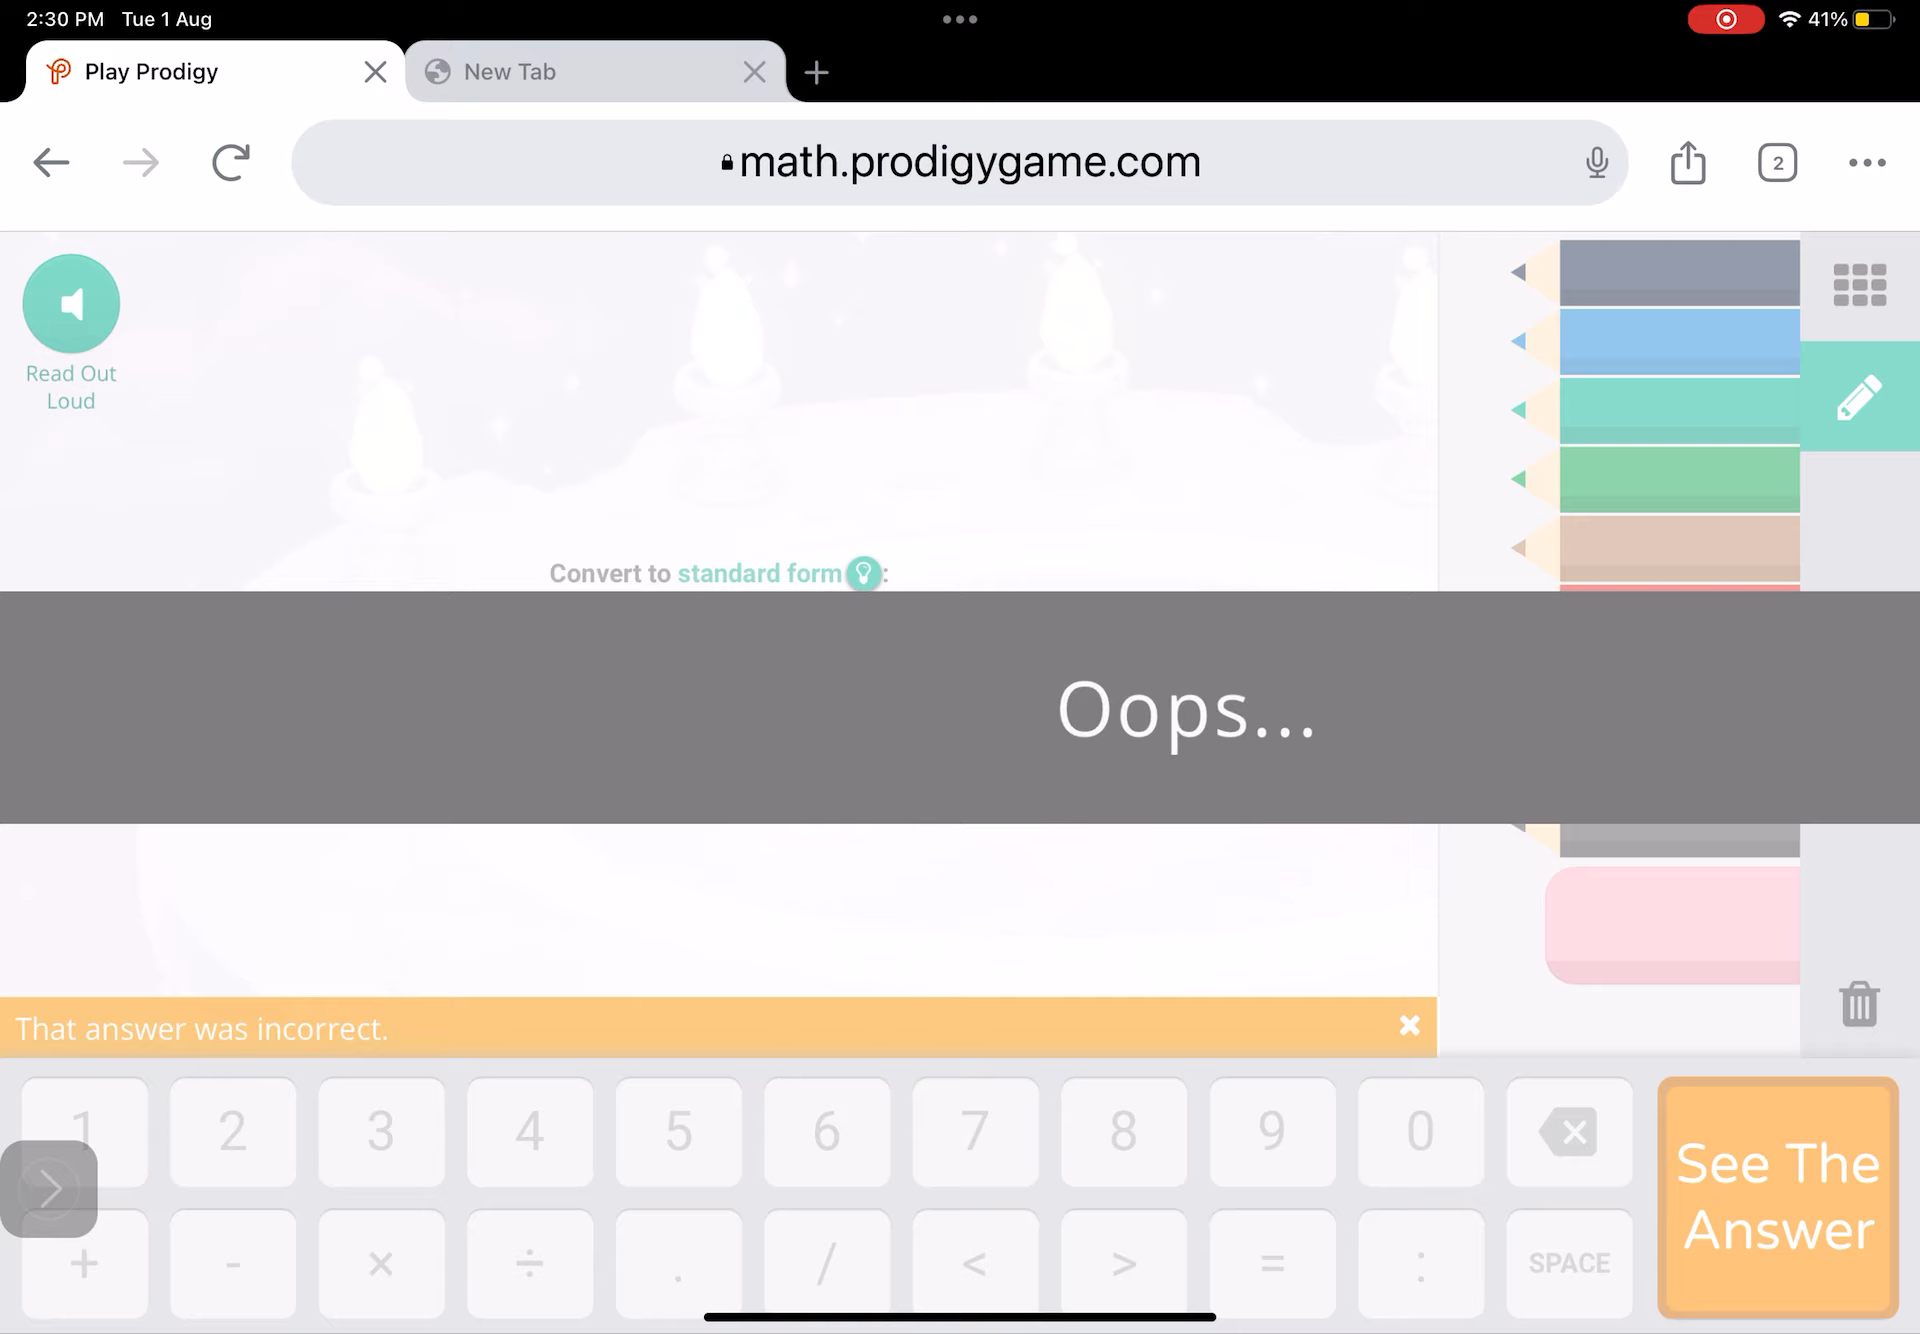 2:30 PM Tue 1 Aug
41%
Play Prodigy
New Tab
math.prodigygame.com
2
Read Out
Loud
Convert to standard form :
Oops...
That answer was incorrect.
1 2 3 4 5 6 7 8 9 0
+ - × ÷ . / < > = : SPACE
See The
Answer